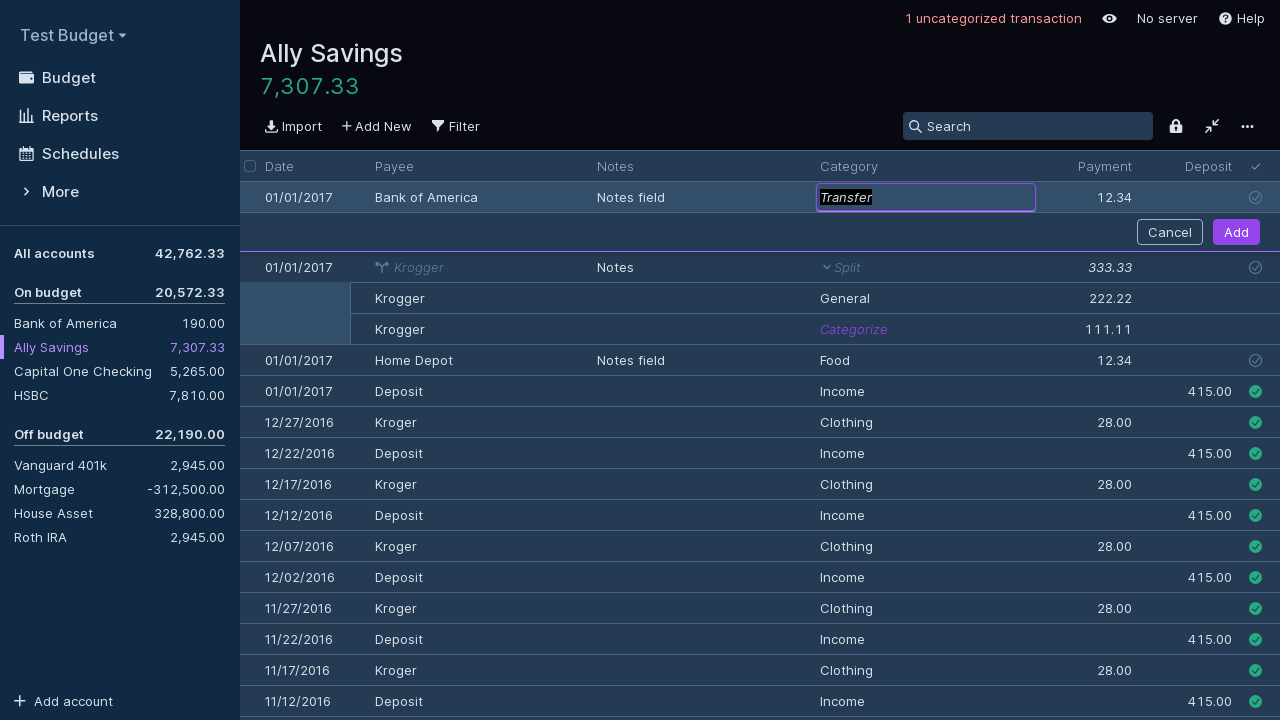 Test Budget
Budget
Reports
Schedules
More
All accounts 42,762.33
On budget 20,572.33
Bank of America 190.00
Ally Savings 7,307.33
Capital One Checking 5,265.00
HSBC 7,810.00
Off budget 22,190.00
Vanguard 401k 2,945.00
Mortgage -312,500.00
House Asset 328,800.00
Roth IRA 2,945.00
Add account
1 uncategorized transaction No server Help
Ally Savings
7,307.33
Import Add New Filter Search
Date Payee Notes Category Payment Deposit
01/01/2017 Bank of America Notes field Transfer 12.34
Cancel Add
01/01/2017 Krogger Notes Split 333.33
Krogger General 222.22
Krogger Categorize 111.11
01/01/2017 Home Depot Notes field Food 12.34
01/01/2017 Deposit Income 415.00
12/27/2016 Kroger Clothing 28.00
12/22/2016 Deposit Income 415.00
12/17/2016 Kroger Clothing 28.00
12/12/2016 Deposit Income 415.00
12/07/2016 Kroger Clothing 28.00
12/02/2016 Deposit Income 415.00
11/27/2016 Kroger Clothing 28.00
11/22/2016 Deposit Income 415.00
11/17/2016 Kroger Clothing 28.00
11/12/2016 Deposit Income 415.00